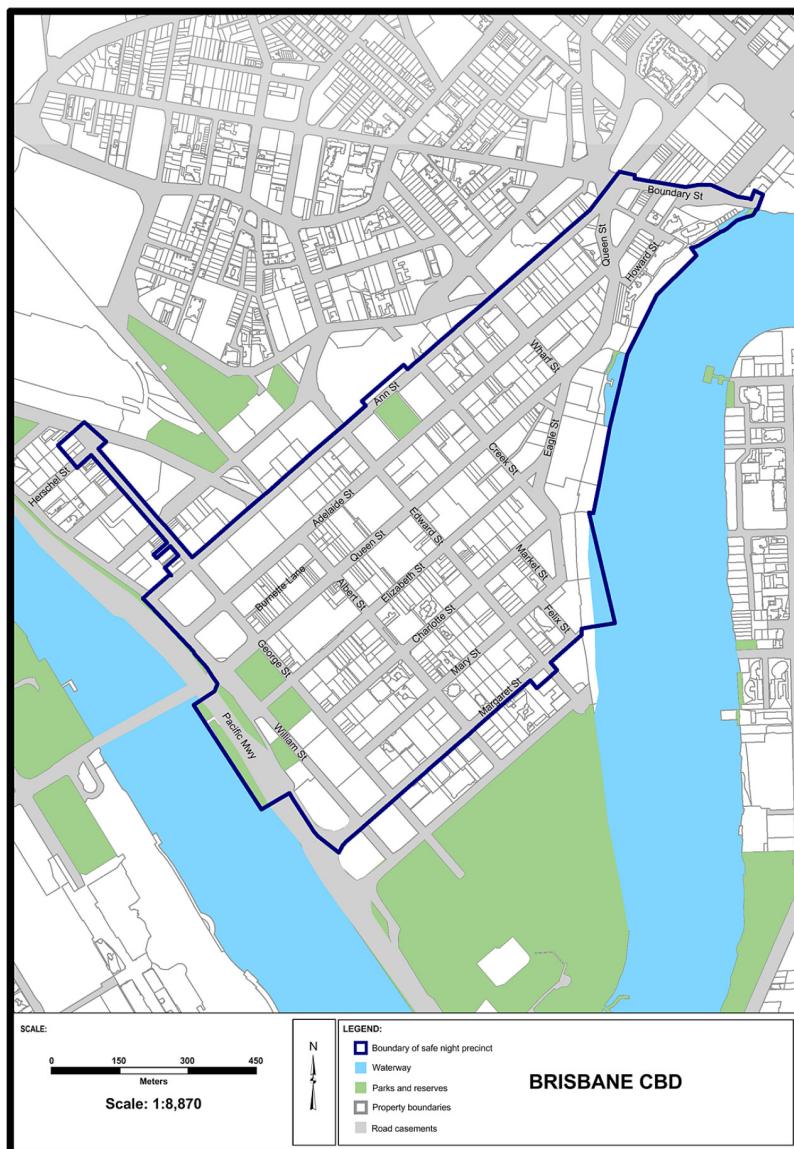 Boundary St
Queen St
Howard St
Wharf St
Ann St
Eagle St
Creek St
Herschel St
Adelaide St
Queen St
Edward St
Burnette Lane
Elizabeth St
Market St
Albert St
Charlotte St
Felix St
George St
Mary St
Margaret St
Pacific Mwy
William St
SCALE:
0 150 300 450
Meters
Scale: 1:8,870
N
LEGEND:
Boundary of safe night precinct
Waterway
Parks and reserves
Property boundaries
Road casements
BRISBANE CBD